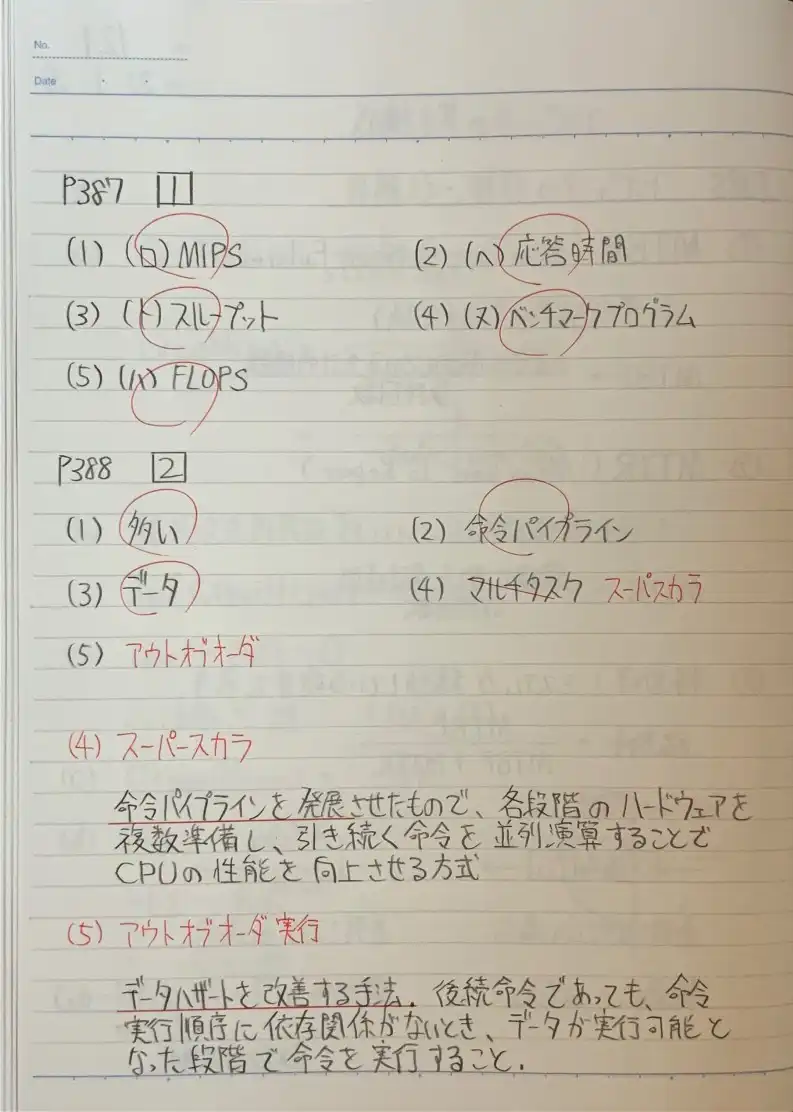 No.
Date
P387 1
(1) (ロ) MIPS (2) (ヘ) 応答時間
(3) (ト) スループット (4) (ヌ) ベンチマークプログラム
(5) (ハ) FLOPS
P388 2
(1) 多い (2) 命令パイプライン
(3) データ (4) マルチタスク スーパスカラ
(5) アウトオブオーダ
(4) スーパースカラ
命令パイプラインを発展させたもので、各段階のハードウェアを
複数準備し、引き続く命令を並列演算することで
CPUの性能を向上させる方式
(5) アウトオブオーダ実行
データハザートを改善する手法. 後続命令であっても、命令
実行順序に依存関係がないとき、データが実行可能と
なった段階で命令を実行すること.